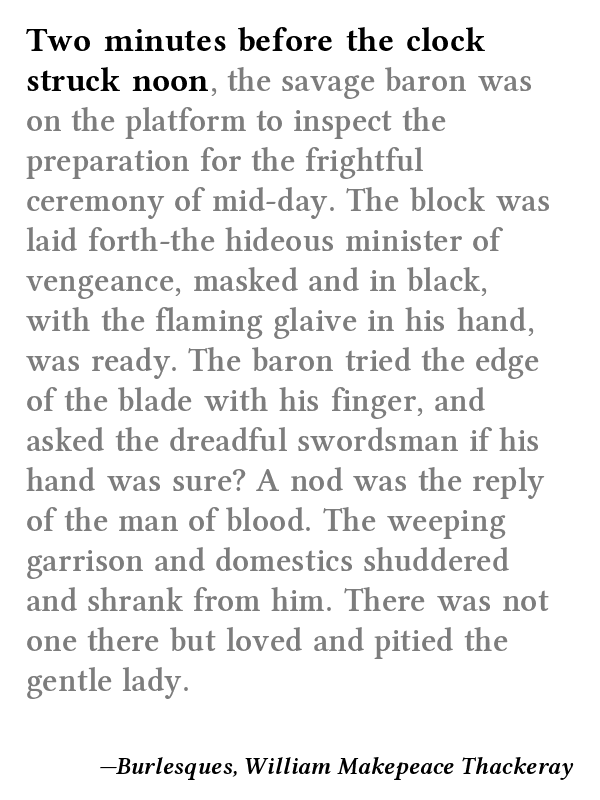 Two minutes before the clock
struck noon, the savage baron was
on the platform to inspect the
preparation for the frightful
ceremony of mid-day. The block was
laid forth-the hideous minister of
vengeance, masked and in black,
with the flaming glaive in his hand,
was ready. The baron tried the edge
of the blade with his finger, and
asked the dreadful swordsman if his
hand was sure? A nod was the reply
of the man of blood. The weeping
garrison and domestics shuddered
and shrank from him. There was not
one there but loved and pitied the
gentle lady.
—Burlesques, William Makepeace Thackeray